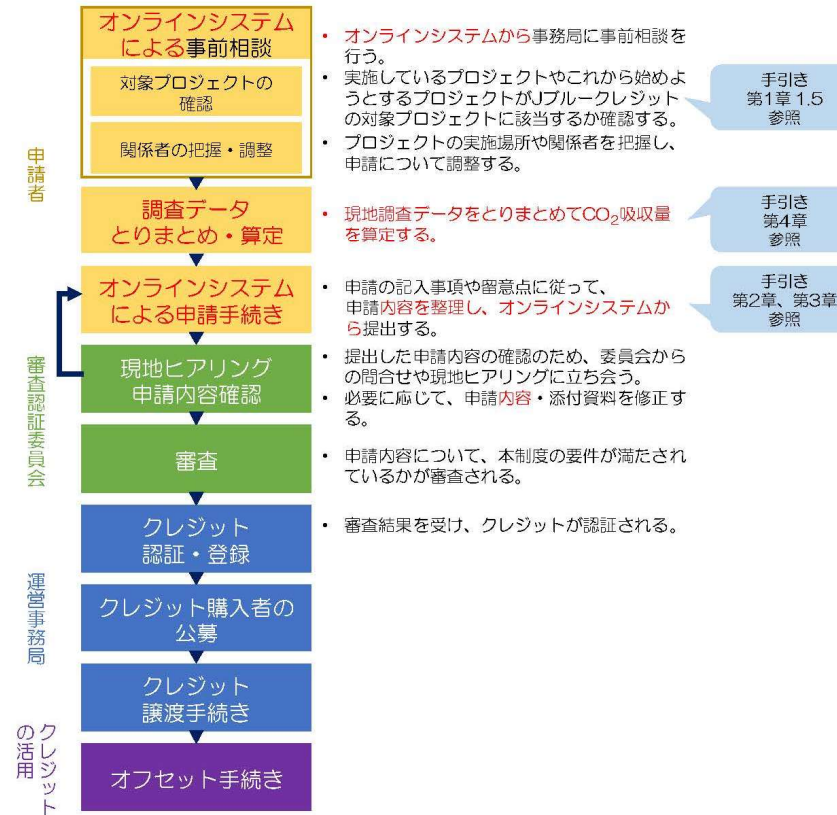 オンラインシステム
による事前相談
対象プロジェクトの
確認
関係者の把握・調整
• オンラインシステムから事務局に事前相談を
行う。
• 実施しているプロジェクトやこれから始めよ
うとするプロジェクトがJブルークレジット
の対象プロジェクトに該当するか確認する。
• プロジェクトの実施場所や関係者を把握し、
申請について調整する。
手引き
第1章 1.5
参照
申請者
調査データ
とりまとめ・算定
• 現地調査データをとりまとめてCO₂吸収量
を算定する。
手引き
第4章
参照
オンラインシステム
による申請手続き
• 申請の記入事項や留意点に従って、
申請内容を整理し、オンラインシステムか
ら提出する。
手引き
第2章、第3章
参照
審査認証委員会
現地ヒアリング
申請内容確認
• 提出した申請内容の確認のため、委員会から
の問合せや現地ヒアリングに立ち会う。
• 必要に応じて、申請内容・添付資料を修正す
る。
審査
• 申請内容について、本制度の要件が満たされ
ているかが審査される。
運営事務局
クレジット
認証・登録
• 審査結果を受け、クレジットが認証される。
クレジット購入者の
公募
クレジット
譲渡手続き
クレジット
の活用
オフセット手続き